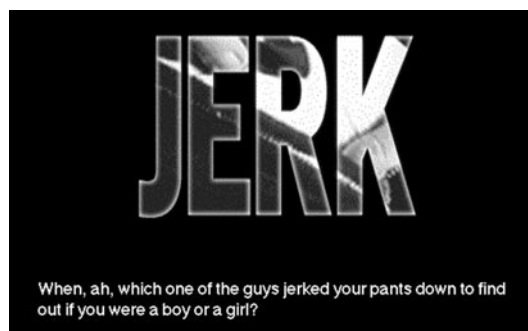 JERK
When, ah, which one of the guys jerked your pants down to find
out if you were a boy or a girl?